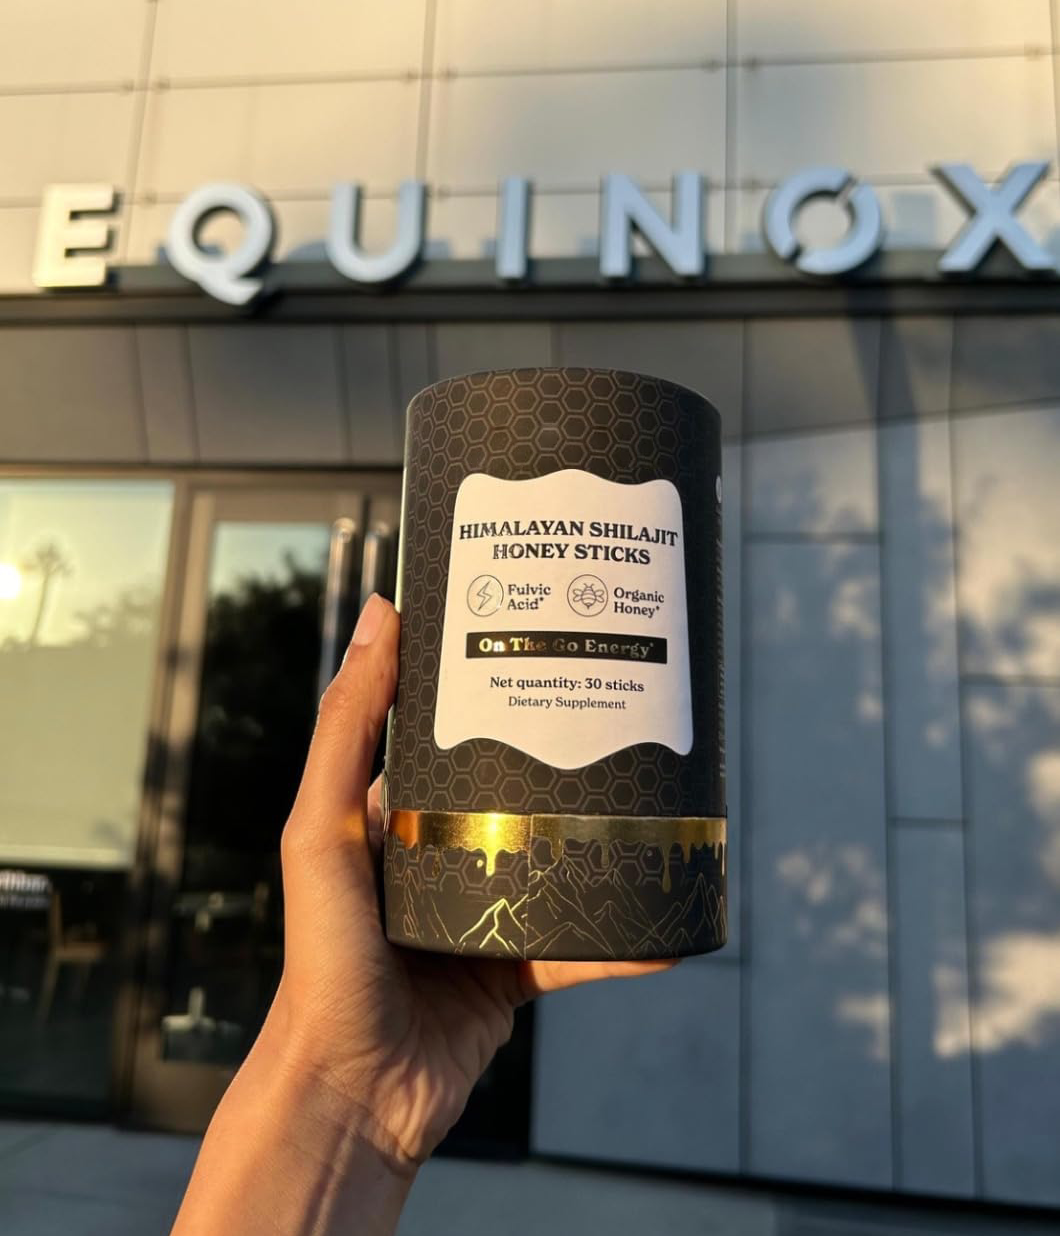 EQUINOX
HIMALAYAN SHILAJIT
HONEY STICKS
Fulvic
Acid*
Organic
Honey*
On The Go Energy*
Net quantity: 30 sticks
Dietary Supplement